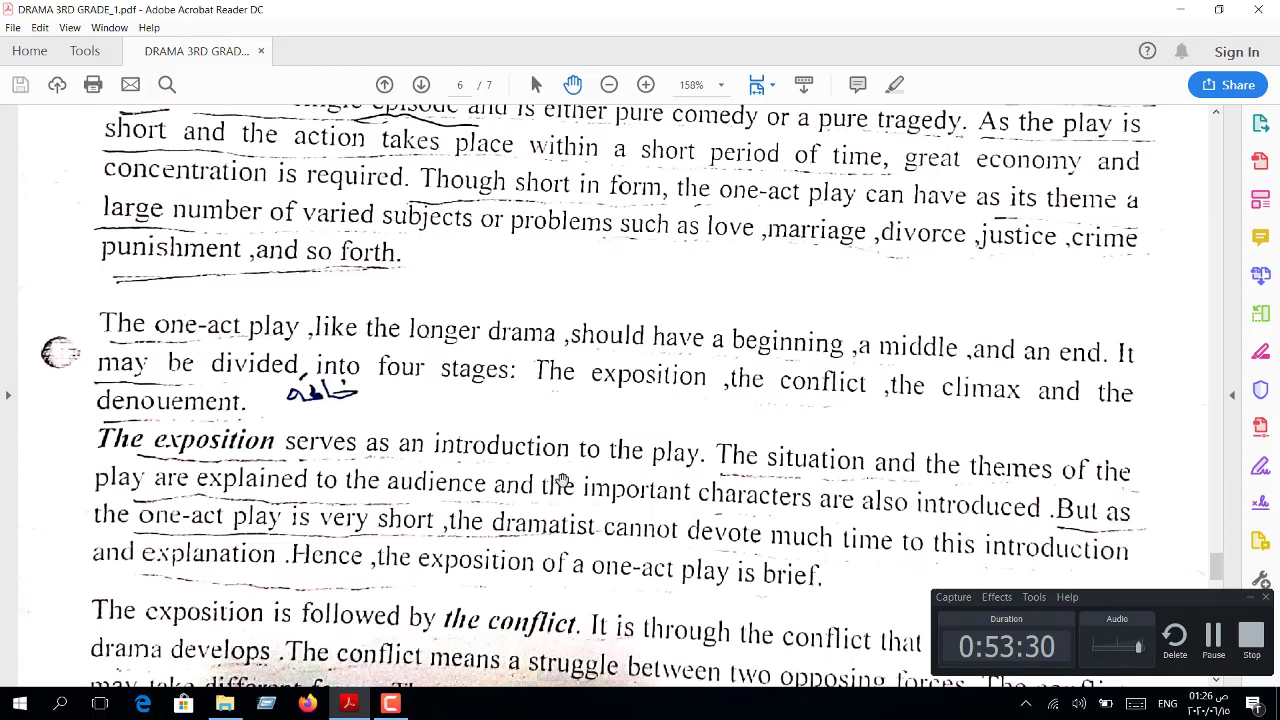 DRAMA 3RD GRADE_1.pdf - Adobe Acrobat Reader DC
File Edit View Window Help
Home Tools DRAMA 3RD GRAD... × Sign In
6 / 7 158% Share
single episode and is either pure comedy or a pure tragedy. As the play is
short and the action takes place within a short period of time, great economy and
concentration is required. Though short in form, the one-act play can have as its theme a
large number of varied subjects or problems such as love ,marriage ,divorce ,justice ,crime
punishment ,and so forth.
The one-act play ,like the longer drama ,should have a beginning ,a middle ,and an end. It
may be divided into four stages: The exposition ,the conflict ,the climax and the
denouement.
The exposition serves as an introduction to the play. The situation and the themes of the
play are explained to the audience and the important characters are also introduced .But as
the one-act play is very short ,the dramatist cannot devote much time to this introduction
and explanation .Hence ,the exposition of a one-act play is brief.
The exposition is followed by the conflict. It is through the conflict that
drama develops .The conflict means a struggle between two opposing forces. The
may take different
Capture Effects Tools Help
Duration Audio
0:53:30 Delete Pause Stop
ENG 01:26 ص